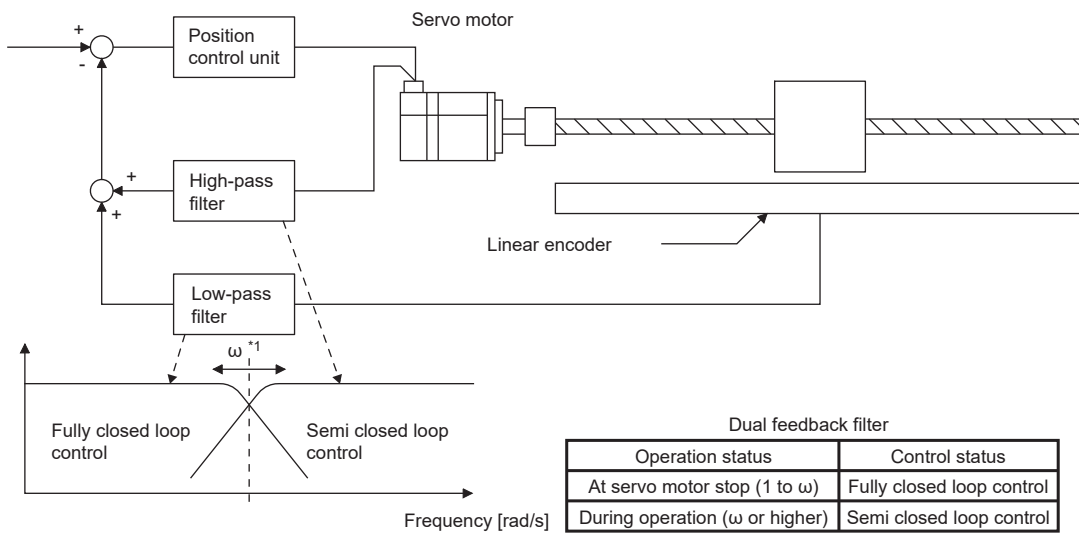 Servo motor
+
Position
control unit
-
+
High-pass
filter
+
Linear encoder
Low-pass
filter
ω *1
Fully closed loop
control
Semi closed loop
control
Frequency [rad/s]
Dual feedback filter
Operation status Control status
At servo motor stop (1 to ω) Fully closed loop control
During operation (ω or higher) Semi closed loop control